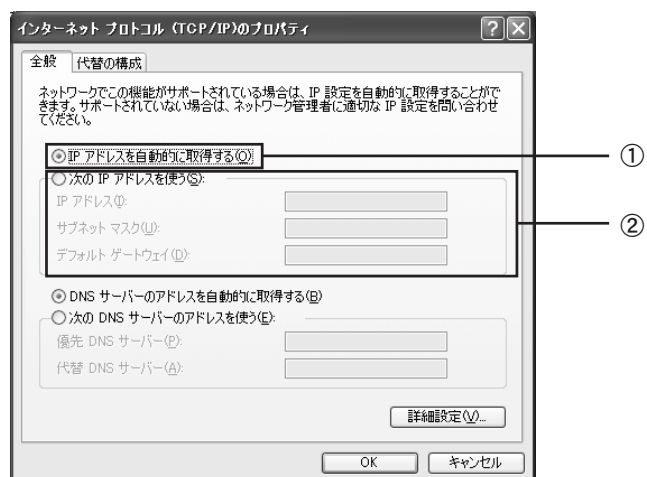 インターネット プロトコル (TCP/IP)のプロパティ
全般
代替の構成
ネットワークでこの機能がサポートされている場合は、IP 設定を自動的に取得することがで
きます。サポートされていない場合は、ネットワーク管理者に適切な IP 設定を問い合わせ
てください。
IP アドレスを自動的に取得する(O)
①
次の IP アドレスを使う(S):
IP アドレス(I):
サブネット マスク(U):
②
デフォルト ゲートウェイ(D):
DNS サーバーのアドレスを自動的に取得する(B)
次の DNS サーバーのアドレスを使う(E):
優先 DNS サーバー(P):
代替 DNS サーバー(A):
詳細設定(V)...
OK
キャンセル